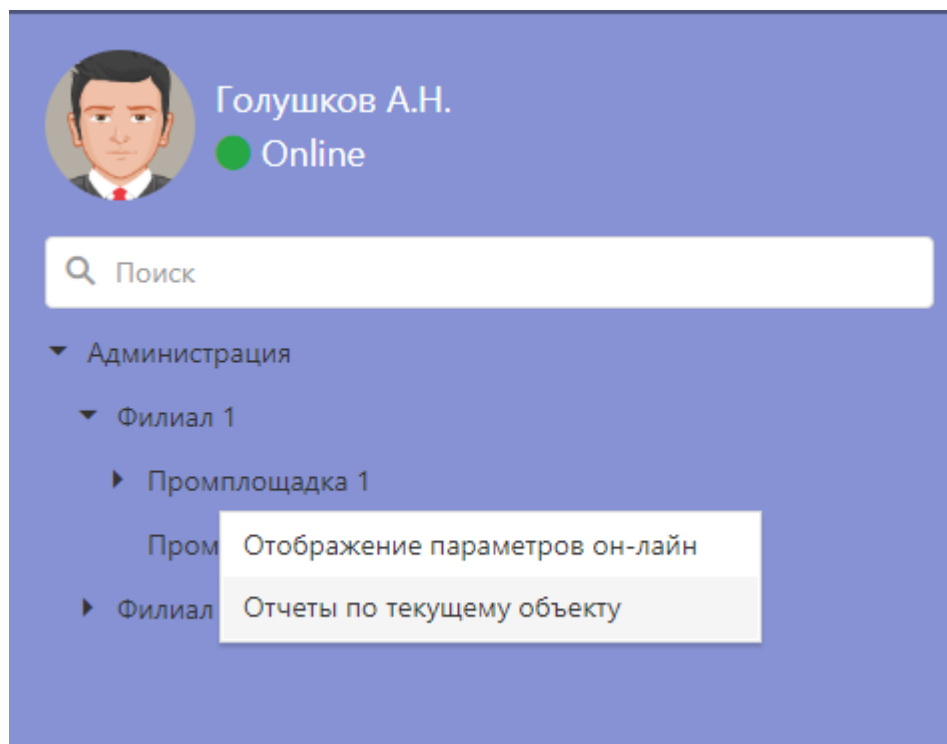 Голушков А.Н.
Online
Поиск
Администрация
Филиал 1
Промплощадка 1
Пром
Отображение параметров он-лайн
Филиал
Отчеты по текущему объекту